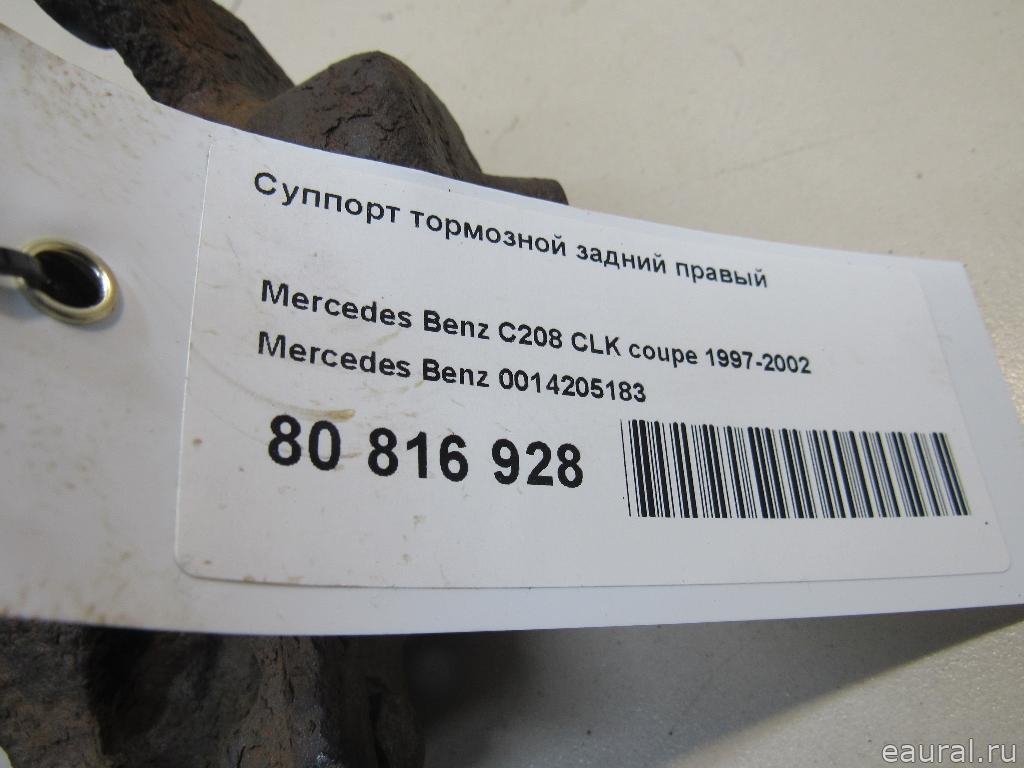 Суппорт тормозной задний правый
Mercedes Benz C208 CLK coupe 1997-2002
Mercedes Benz 0014205183
80 816 928
eaural.ru